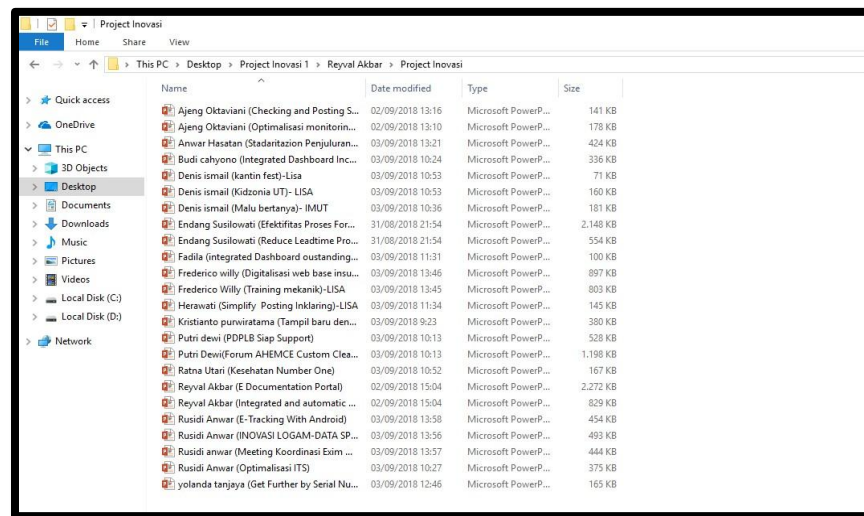 Project Inovasi
File Home Share View
This PC > Desktop > Project Inovasi 1 > Reyval Akbar > Project Inovasi
Name Date modified Type Size
Quick access
OneDrive
This PC
3D Objects
Desktop
Documents
Downloads
Music
Pictures
Videos
Local Disk (C:)
Local Disk (D:)
Network
Ajeng Oktaviani (Checking and Posting S... 02/09/2018 13:16 Microsoft PowerP... 141 KB
Ajeng Oktaviani (Optimalisasi monitorin... 02/09/2018 13:10 Microsoft PowerP... 178 KB
Anwar Hasatan (Stadaritazion Penjuluran... 03/09/2018 13:21 Microsoft PowerP... 424 KB
Budi cahyono (Integrated Dashboard Inc... 03/09/2018 10:24 Microsoft PowerP... 336 KB
Denis ismail (kantin fest)-Lisa 03/09/2018 10:53 Microsoft PowerP... 71 KB
Denis ismail (Kidzonia UT)- LISA 03/09/2018 10:53 Microsoft PowerP... 160 KB
Denis ismail (Malu bertanya)- IMUT 03/09/2018 10:36 Microsoft PowerP... 181 KB
Endang Susilowati (Efektifitas Proses For... 31/08/2018 21:54 Microsoft PowerP... 2.148 KB
Endang Susilowati (Reduce Leadtime Pro... 31/08/2018 21:54 Microsoft PowerP... 554 KB
Fadila (integrated Dashboard oustanding... 03/09/2018 11:31 Microsoft PowerP... 100 KB
Frederico willy (Digitalisasi web base insu... 03/09/2018 13:46 Microsoft PowerP... 897 KB
Frederico Willy (Training mekanik)-LISA 03/09/2018 13:45 Microsoft PowerP... 803 KB
Herawati (Simplify Posting Inklaring)-LISA 03/09/2018 11:34 Microsoft PowerP... 145 KB
Kristianto purwiratama (Tampil baru den... 03/09/2018 9:23 Microsoft PowerP... 380 KB
Putri dewi (PDPLB Siap Support) 03/09/2018 10:13 Microsoft PowerP... 528 KB
Putri Dewi(Forum AHEMCE Custom Clea... 03/09/2018 10:13 Microsoft PowerP... 1.198 KB
Ratna Utari (Kesehatan Number One) 03/09/2018 10:52 Microsoft PowerP... 167 KB
Reyval Akbar (E Documentation Portal) 02/09/2018 15:04 Microsoft PowerP... 2.272 KB
Reyval Akbar (Integrated and automatic ... 02/09/2018 15:04 Microsoft PowerP... 829 KB
Rusidi Anwar (E-Tracking With Android) 03/09/2018 13:58 Microsoft PowerP... 454 KB
Rusidi Anwar (INOVASI LOGAM-DATA SP... 03/09/2018 13:56 Microsoft PowerP... 493 KB
Rusidi anwar (Meeting Koordinasi Exim ... 03/09/2018 13:57 Microsoft PowerP... 444 KB
Rusidi Anwar (Optimalisasi ITS) 03/09/2018 10:27 Microsoft PowerP... 375 KB
yolanda tanjaya (Get Further by Serial Nu... 03/09/2018 12:46 Microsoft PowerP... 165 KB